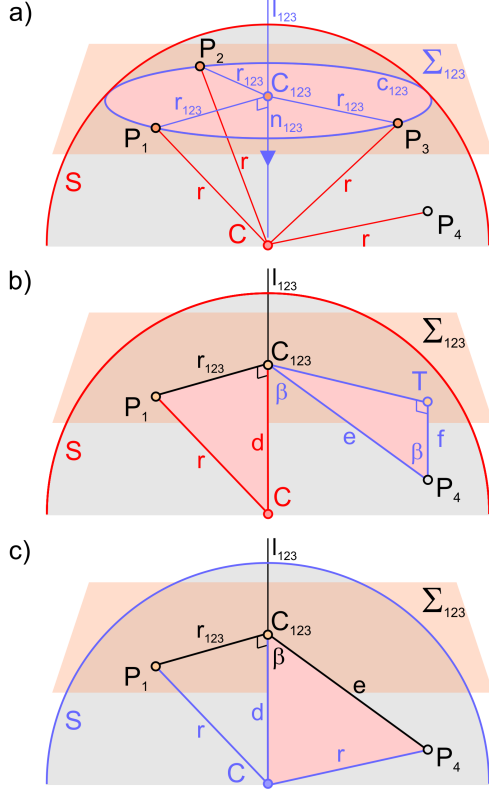 a)
l₁₂₃
P₂
Σ₁₂₃
r₁₂₃
C₁₂₃
c₁₂₃
r₁₂₃
r₁₂₃
n₁₂₃
P₁
P₃
S
r
r
r
P₄
C
r
b)
l₁₂₃
Σ₁₂₃
C₁₂₃
r₁₂₃
β
T
P₁
S
r
d
e
β
f
P₄
C
c)
l₁₂₃
Σ₁₂₃
C₁₂₃
r₁₂₃
β
P₁
e
S
d
r
r
P₄
C